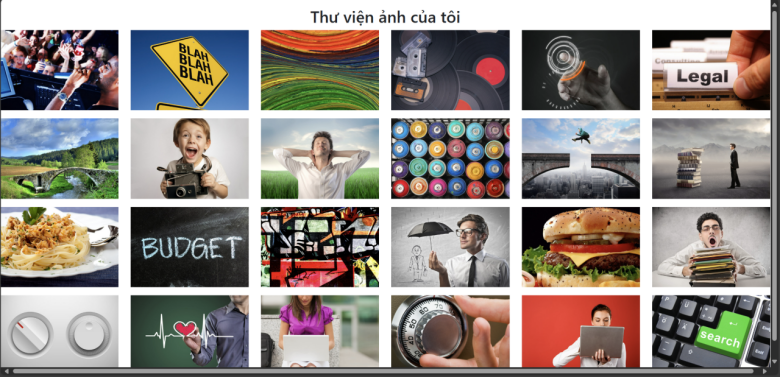 Thư viện ảnh của tôi
BLAH
BLAH
BLAH
Legal
BUDGET
search